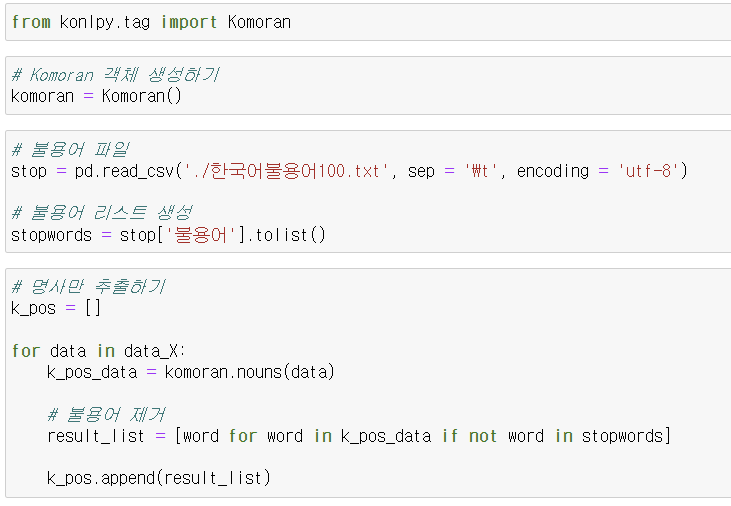 from konlpy.tag import Komoran
# Komoran 객체 생성하기
komoran = Komoran()
# 불용어 파일
stop = pd.read_csv('./한국어불용어100.txt', sep = '₩t', encoding = 'utf-8')
# 불용어 리스트 생성
stopwords = stop['불용어'].tolist()
# 명사만 추출하기
k_pos = []
for data in data_X:
    k_pos_data = komoran.nouns(data)
    # 불용어 제거
    result_list = [word for word in k_pos_data if not word in stopwords]
    k_pos.append(result_list)